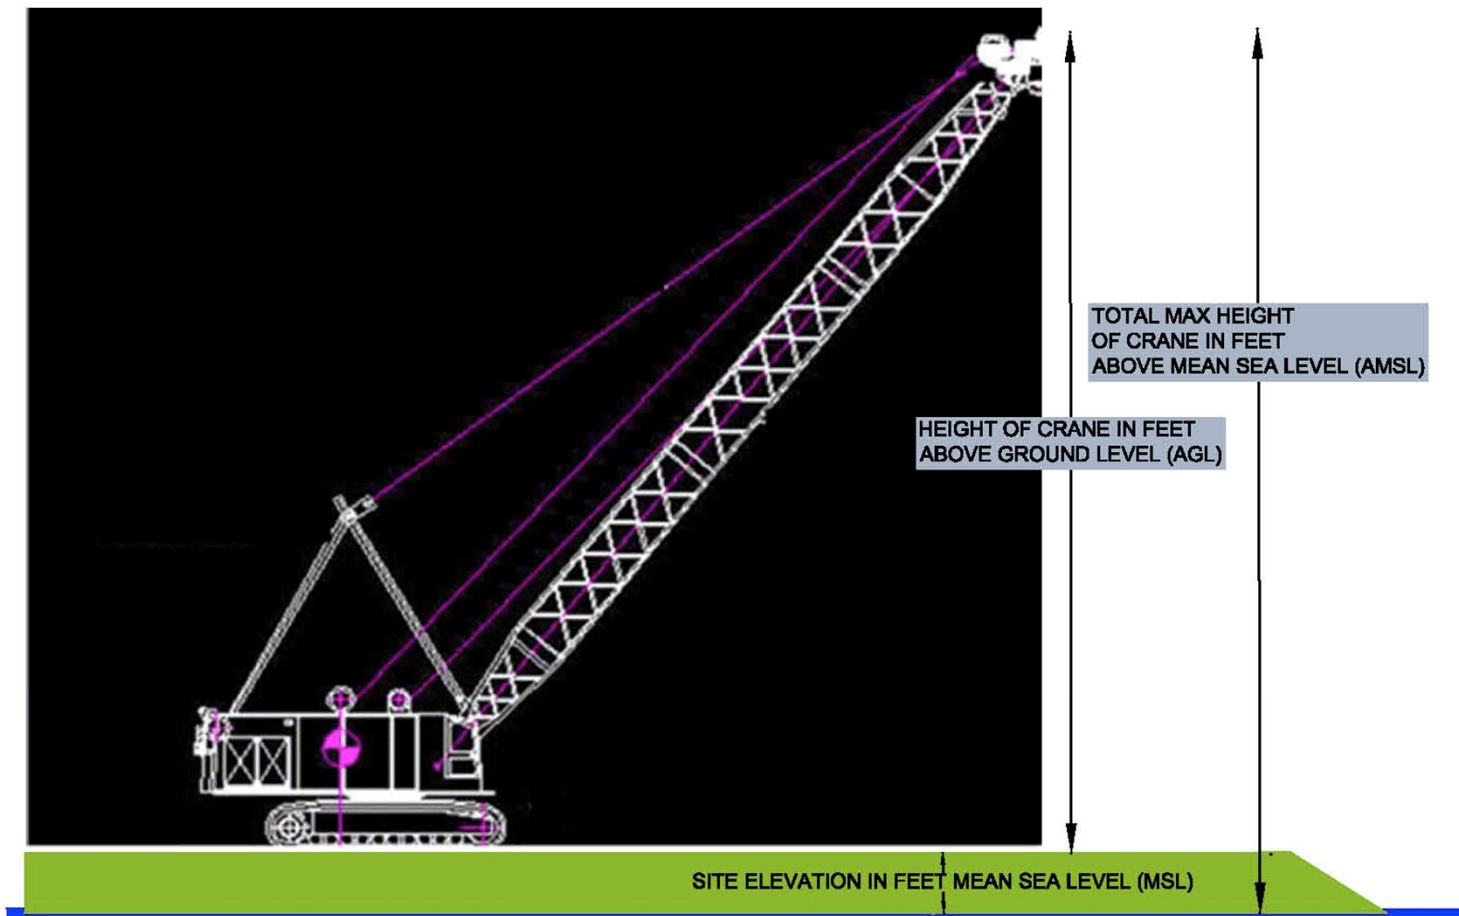 TOTAL MAX HEIGHT
OF CRANE IN FEET
ABOVE MEAN SEA LEVEL (AMSL)
HEIGHT OF CRANE IN FEET
ABOVE GROUND LEVEL (AGL)
SITE ELEVATION IN FEET MEAN SEA LEVEL (MSL)